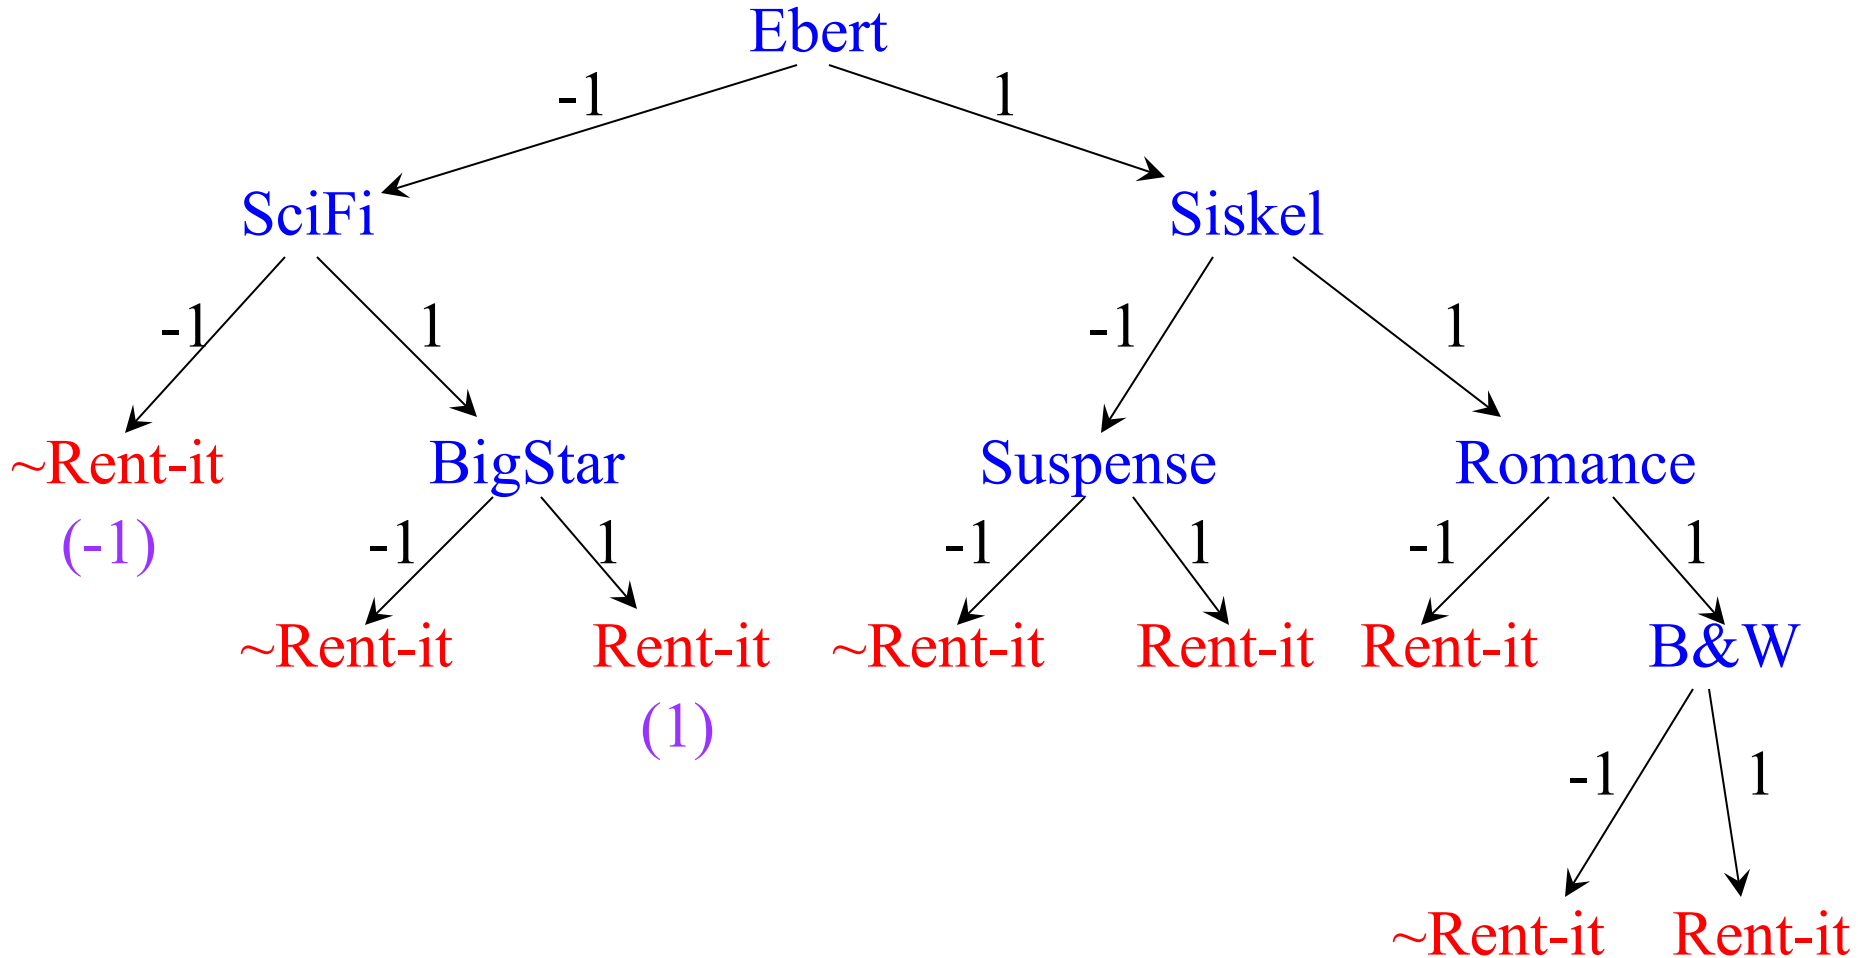 Ebert
-1 1
SciFi Siskel
-1 1 -1 1
~Rent-it BigStar Suspense Romance
(-1) -1 1 -1 1 -1 1
~Rent-it Rent-it ~Rent-it Rent-it Rent-it B&W
(1)
-1 1
~Rent-it Rent-it